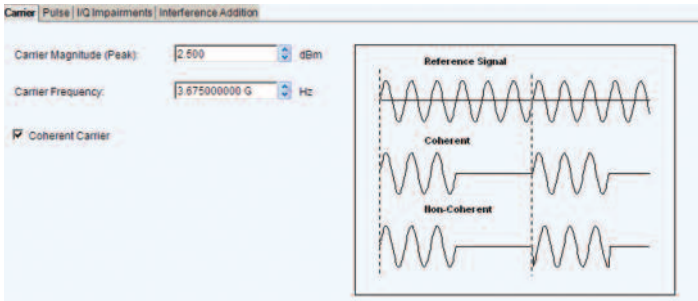 Carrier Pulse I/Q Impairments Interference Addition
Carrier Magnitude (Peak): 2.500 dBm
Carrier Frequency: 3.675000000 G Hz
Coherent Carrier
Reference Signal
Coherent
Non-Coherent